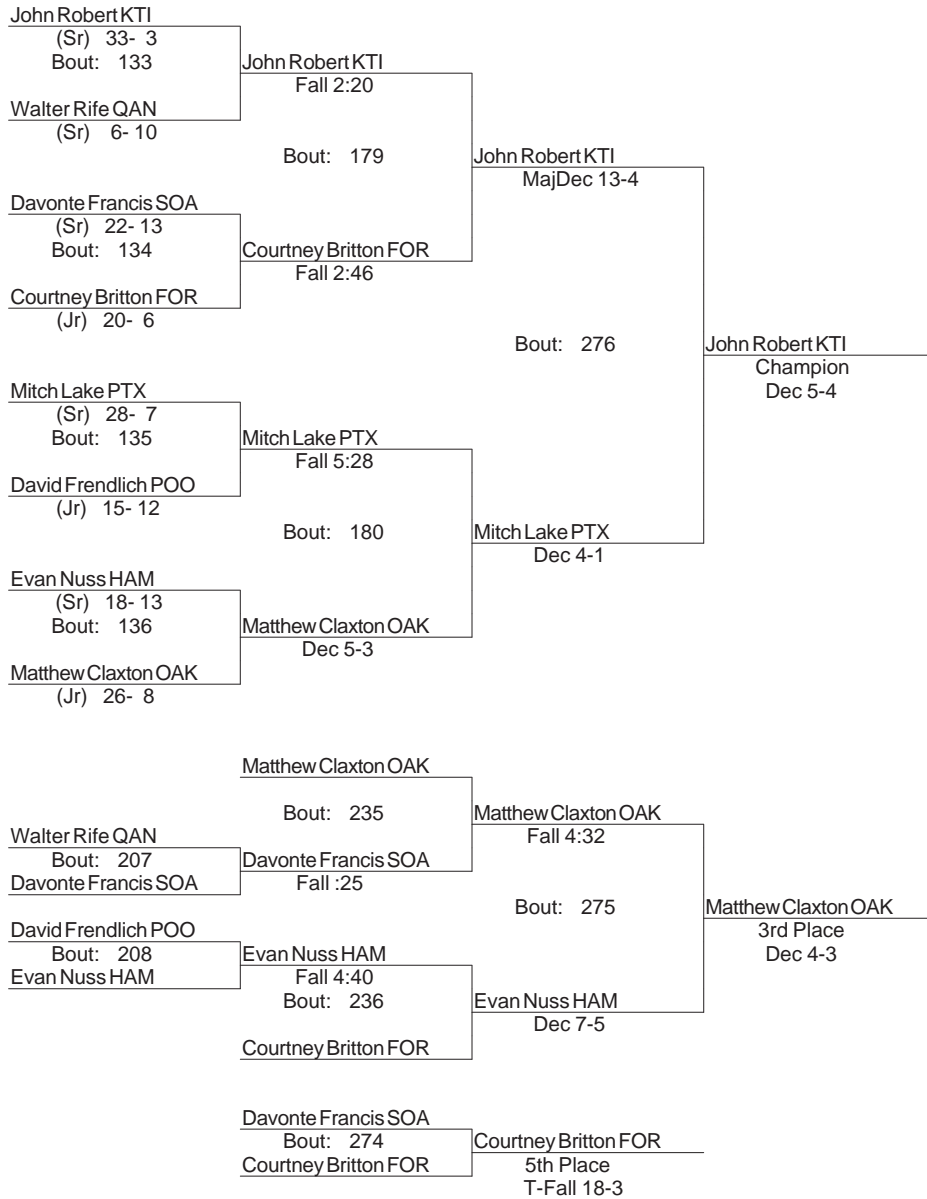 John Robert KTI
(Sr) 33- 3
Bout: 133
John Robert KTI
Fall 2:20
Walter Rife QAN
(Sr) 6- 10
Bout: 179
John Robert KTI
MajDec 13-4
Davonte Francis SOA
(Sr) 22- 13
Bout: 134
Courtney Britton FOR
Fall 2:46
Courtney Britton FOR
(Jr) 20- 6
Bout: 276
John Robert KTI
Champion
Dec 5-4
Mitch Lake PTX
(Sr) 28- 7
Bout: 135
Mitch Lake PTX
Fall 5:28
David Frendlich POO
(Jr) 15- 12
Bout: 180
Mitch Lake PTX
Dec 4-1
Evan Nuss HAM
(Sr) 18- 13
Bout: 136
Matthew Claxton OAK
Dec 5-3
Matthew Claxton OAK
(Jr) 26- 8
Matthew Claxton OAK
Bout: 235
Matthew Claxton OAK
Fall 4:32
Walter Rife QAN
Bout: 207
Davonte Francis SOA
Davonte Francis SOA
Fall :25
Bout: 275
Matthew Claxton OAK
3rd Place
Dec 4-3
David Frendlich POO
Bout: 208
Evan Nuss HAM
Evan Nuss HAM
Fall 4:40
Bout: 236
Evan Nuss HAM
Dec 7-5
Courtney Britton FOR
Davonte Francis SOA
Bout: 274
Courtney Britton FOR
Courtney Britton FOR
5th Place
T-Fall 18-3